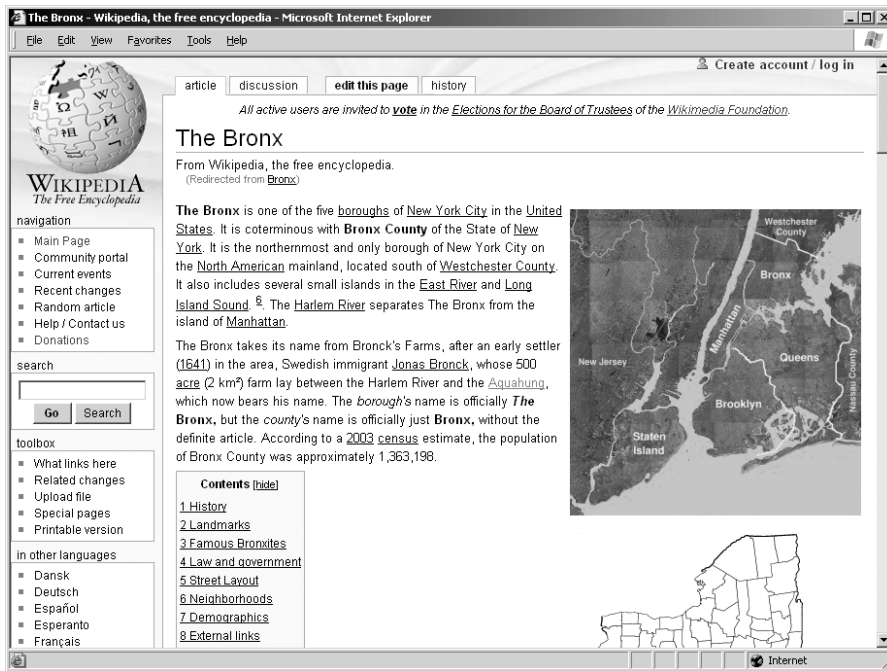 The Bronx - Wikipedia, the free encyclopedia - Microsoft Internet Explorer
File Edit View Favorites Tools Help
Create account / log in
article discussion edit this page history
All active users are invited to vote in the Elections for the Board of Trustees of the Wikimedia Foundation.
WIKIPEDIA
The Free Encyclopedia
navigation
Main Page
Community portal
Current events
Recent changes
Random article
Help / Contact us
Donations
search
Go Search
toolbox
What links here
Related changes
Upload file
Special pages
Printable version
in other languages
Dansk
Deutsch
Español
Esperanto
Français
The Bronx
From Wikipedia, the free encyclopedia.
(Redirected from Bronx)
The Bronx is one of the five boroughs of New York City in the United
States. It is coterminous with Bronx County of the State of New
York. It is the northernmost and only borough of New York City on
the North American mainland, located south of Westchester County.
It also includes several small islands in the East River and Long
Island Sound. 6. The Harlem River separates The Bronx from the
island of Manhattan.
The Bronx takes its name from Bronck's Farms, after an early settler
(1641) in the area, Swedish immigrant Jonas Bronck, whose 500
acre (2 km²) farm lay between the Harlem River and the Aquahung,
which now bears his name. The borough's name is officially The
Bronx, but the county's name is officially just Bronx, without the
definite article. According to a 2003 census estimate, the population
of Bronx County was approximately 1,363,198.
Contents [hide]
1 History
2 Landmarks
3 Famous Bronxites
4 Law and government
5 Street Layout
6 Neighborhoods
7 Demographics
8 External links
Westchester
County
Bronx
Manhattan
New Jersey
Queens
Nassau County
Brooklyn
Staten
Island
Internet